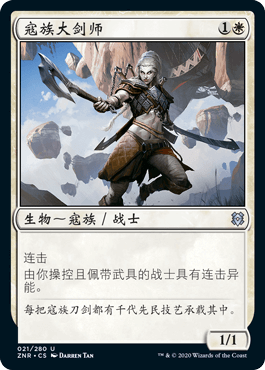 寇族大剑师 1
生物～寇族 / 战士
连击
由你操控且佩带武具的战士具有连击异
能。
每把寇族刀剑都有千代先民技艺承载其中。
1/1
021/280 U
ZNR • CS DARREN TAN
™ & © 2020 Wizards of the Coast